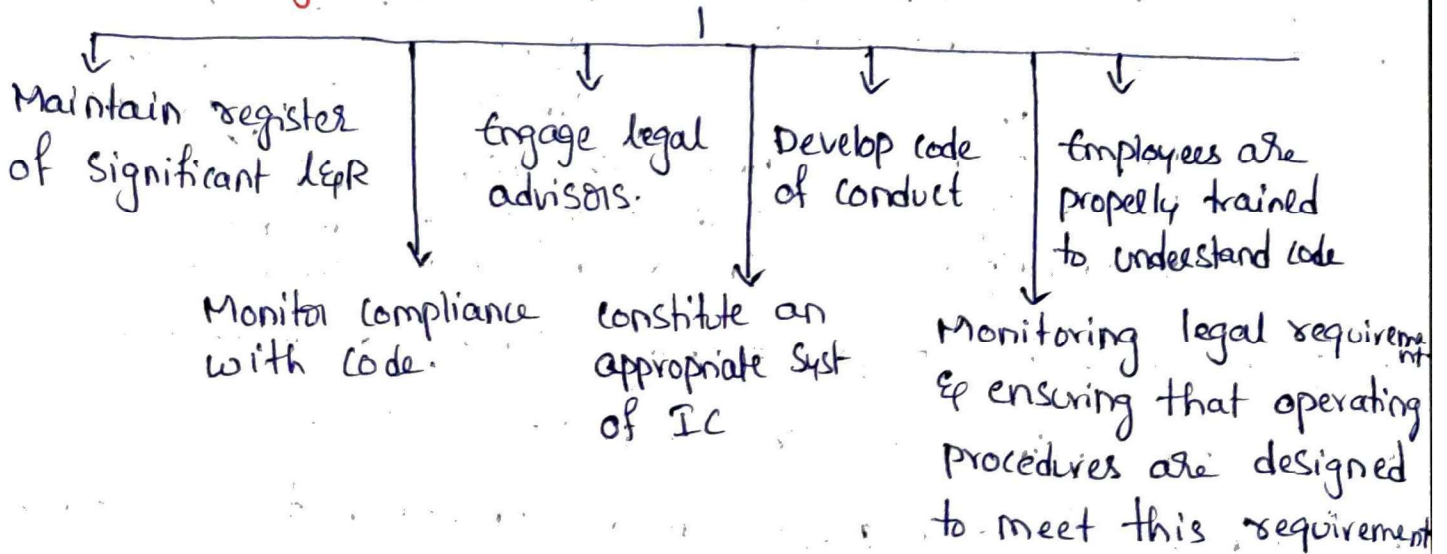 Maintain register
of significant L&R
Engage legal
advisors.
Develop code
of conduct
Employees are
properly trained
to understand code
Monitor compliance
with code.
constitute an
appropriate syst
of IC
Monitoring legal requirement
& ensuring that operating
procedures are designed
to meet this requirement